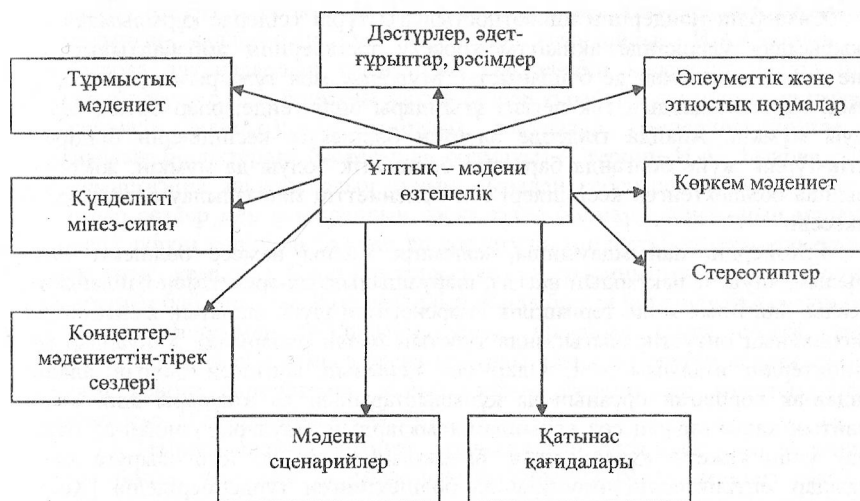 Дәстүрлер, әдет-
ғұрыптар, рәсімдер
Тұрмыстық
мәдениет
Әлеуметтік және
этностық нормалар
Ұлттық – мәдени
өзгешелік
Күнделікті
мінез-сипат
Көркем мәдениет
Стереотиптер
Концептер-
мәдениеттің-тірек
сөздері
Мәдени
сценарийлер
Қатынас
қағидалары